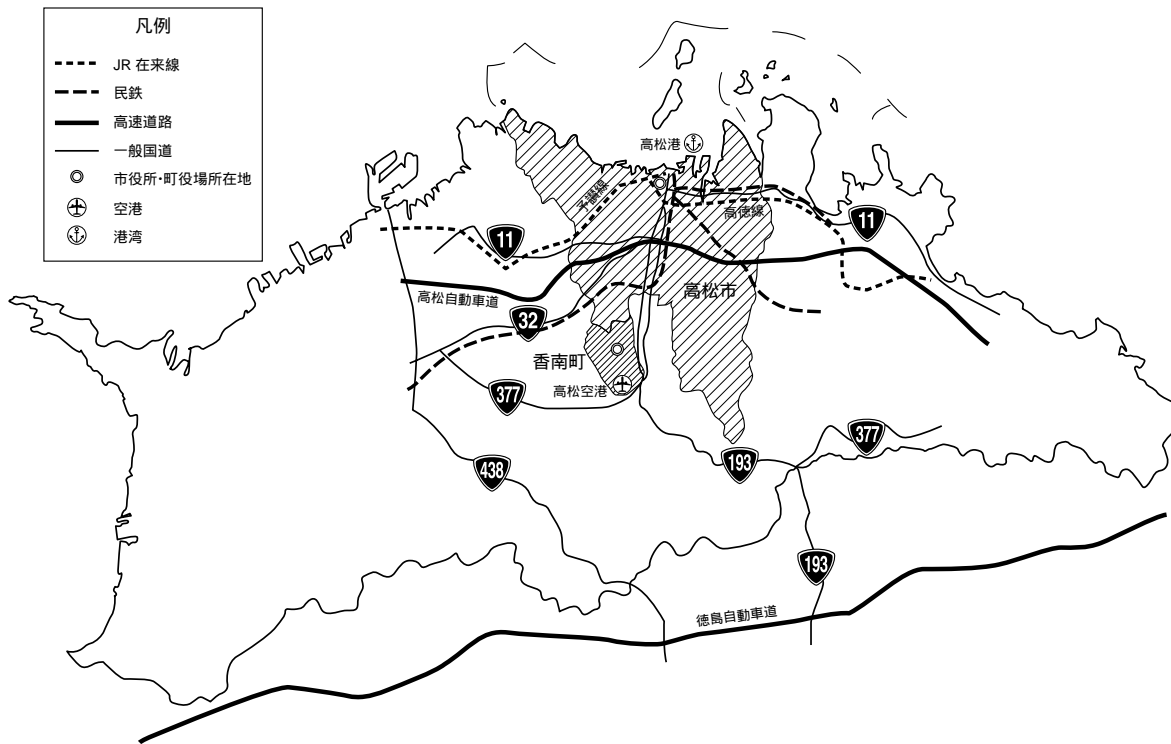 凡例
JR 在来線
民鉄
高速道路
一般国道
市役所・町役場所在地
空港
港湾
高松港
予讃線
高徳線
11
11
高松自動車道
高松市
32
香南町
高松空港
377
377
438
193
193
徳島自動車道